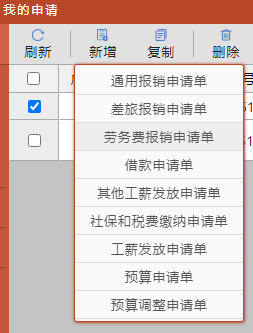 我的申请
刷新 新增 复制 删除
通用报销申请单
差旅报销申请单
劳务费报销申请单
借款申请单
其他工薪发放申请单
社保和税费缴纳申请单
工薪发放申请单
预算申请单
预算调整申请单